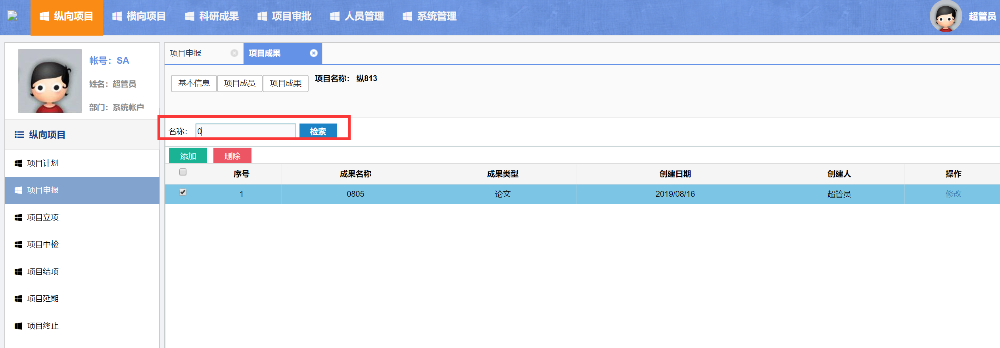 纵向项目 横向项目 科研成果 项目审批 人员管理 系统管理 超管员
帐号：SA
姓名：超管员
部门：系统帐户
纵向项目
项目计划
项目申报
项目立项
项目中检
项目结项
项目延期
项目终止
项目申报 项目成果
基本信息 项目成员 项目成果 项目名称： 纵813
名称： 0 检索
添加 删除
序号 成果名称 成果类型 创建日期 创建人 操作
1 0805 论文 2019/08/16 超管员 修改